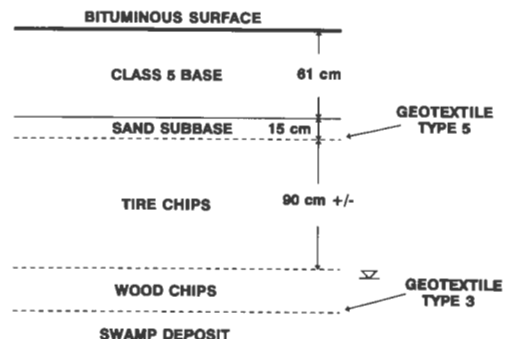 BITUMINOUS SURFACE
CLASS 5 BASE
61 cm
SAND SUBBASE
15 cm
GEOTEXTILE
TYPE 5
TIRE CHIPS
90 cm +/-
WOOD CHIPS
GEOTEXTILE
TYPE 3
SWAMP DEPOSIT